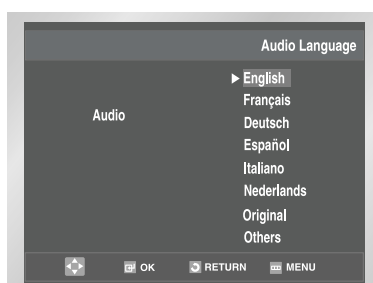 Audio Language
Audio
English
Français
Deutsch
Español
Italiano
Nederlands
Original
Others
OK RETURN MENU